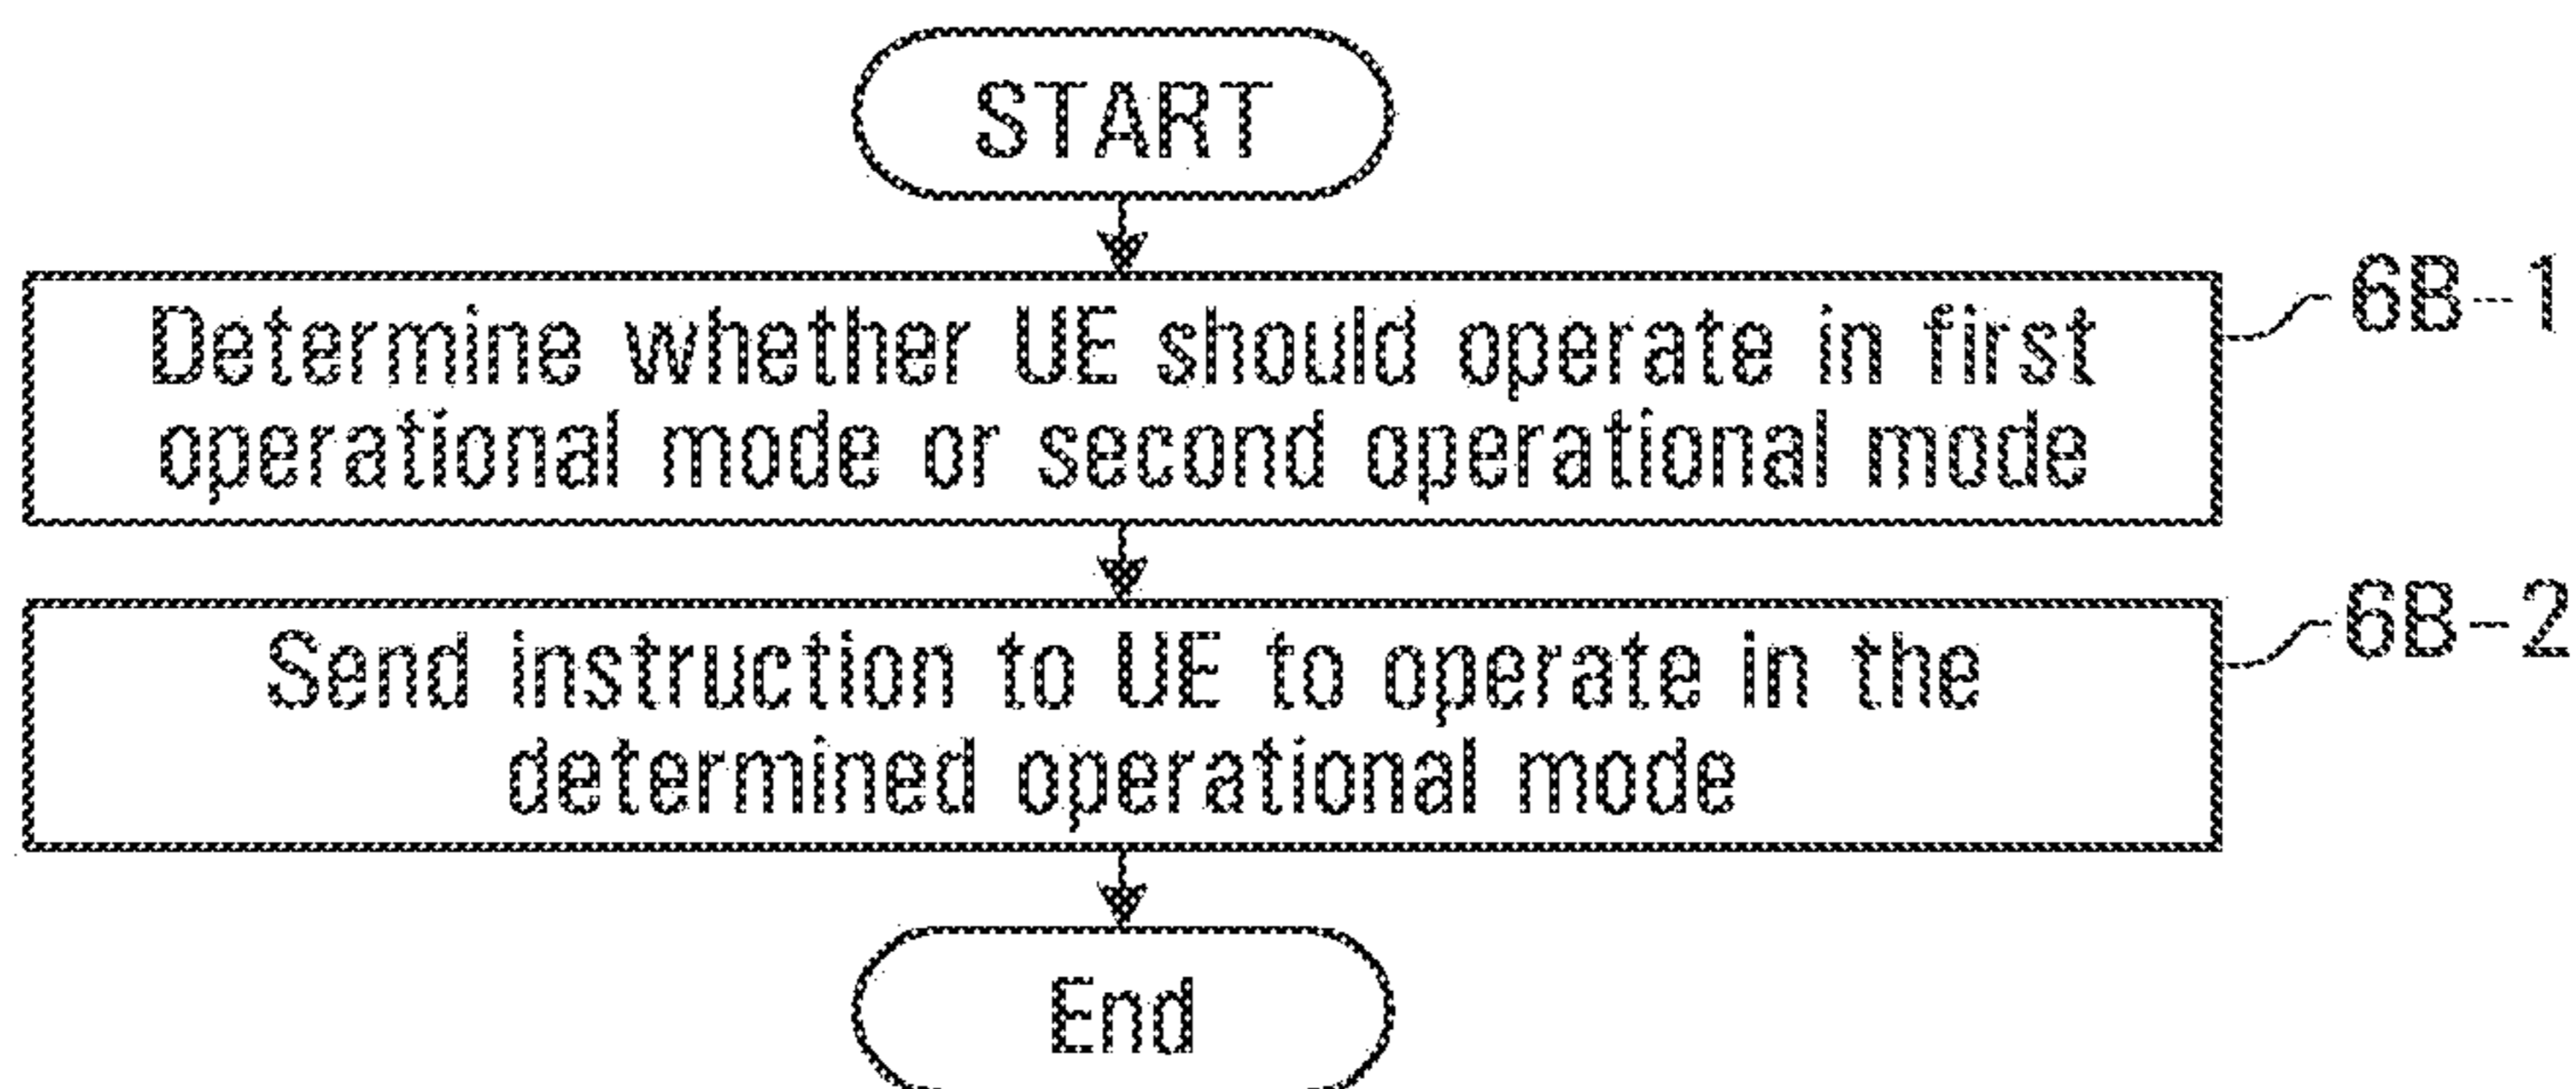 START
Determine whether UE should operate in first
operational mode or second operational mode
6B-1
Send instruction to UE to operate in the
determined operational mode
6B-2
End